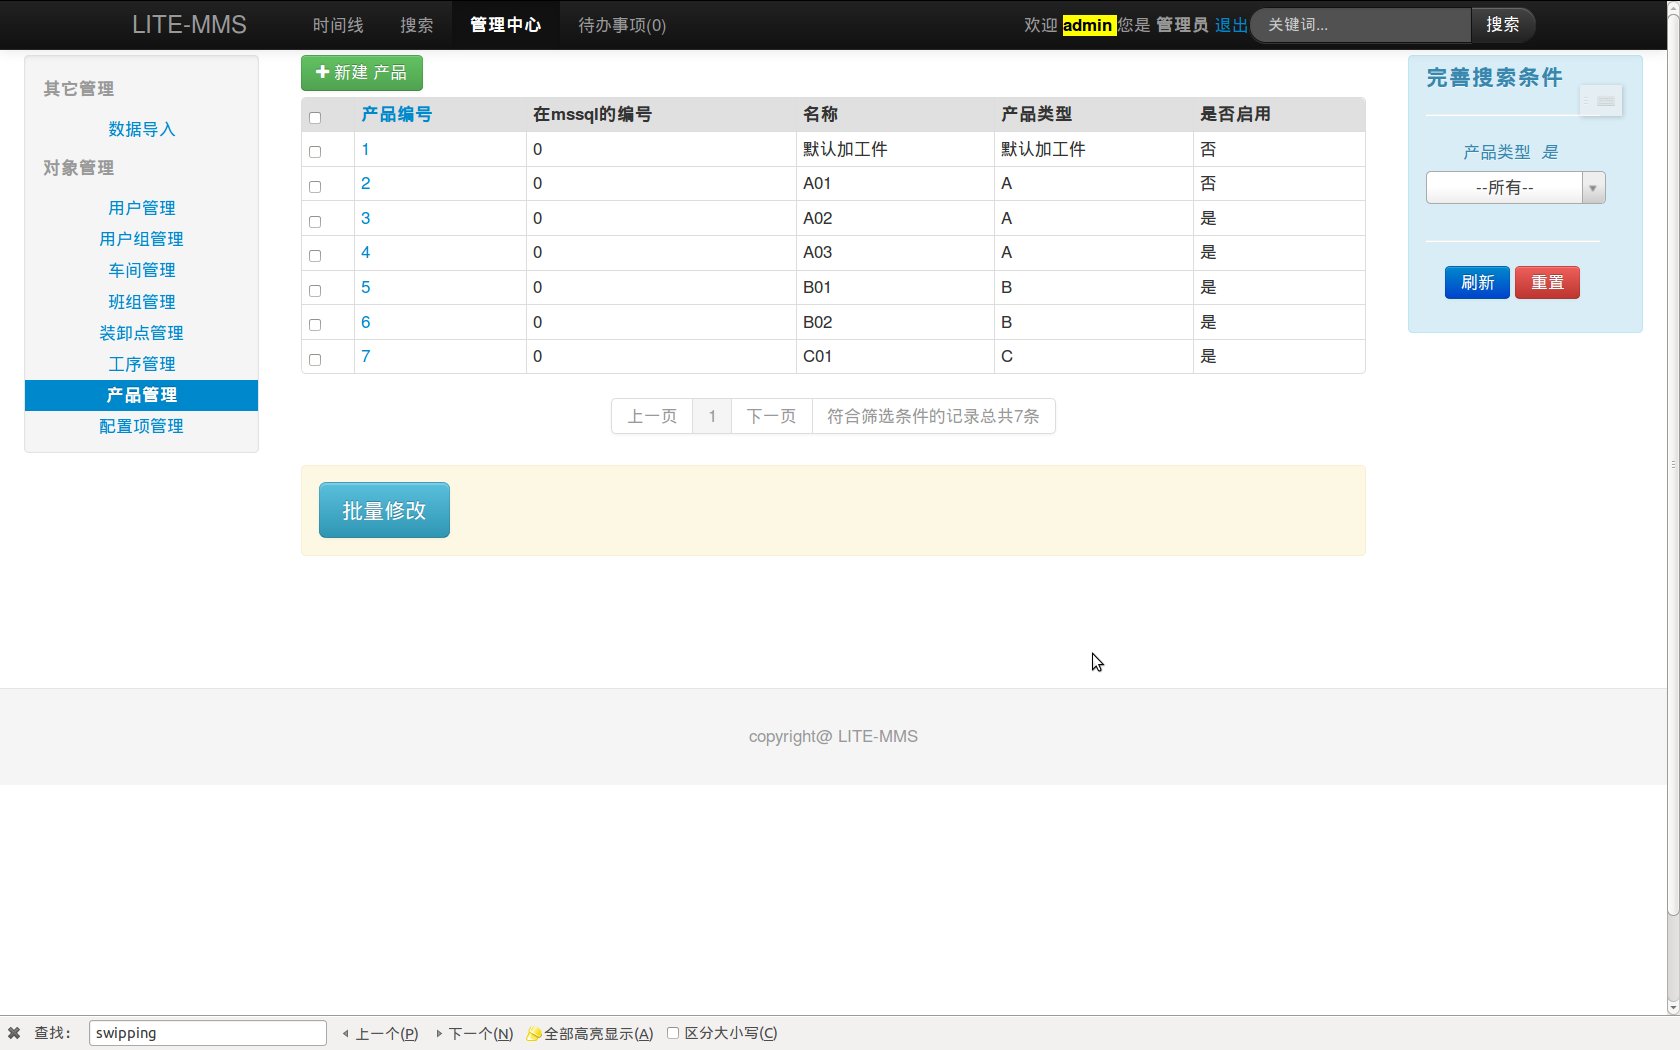 LITE-MMS 时间线 搜索 管理中心 待办事项(0) 欢迎 admin 您是 管理员 退出 关键词... 搜索
其它管理
数据导入
对象管理
用户管理
用户组管理
车间管理
班组管理
装卸点管理
工序管理
产品管理
配置项管理
新建 产品
产品编号 在mssql的编号 名称 产品类型 是否启用
1 0 默认加工件 默认加工件 否
2 0 A01 A 否
3 0 A02 A 是
4 0 A03 A 是
5 0 B01 B 是
6 0 B02 B 是
7 0 C01 C 是
上一页 1 下一页 符合筛选条件的记录总共7条
批量修改
完善搜索条件
产品类型 是
--所有--
刷新 重置
copyright@ LITE-MMS
查找: swipping 上一个(P) 下一个(N) 全部高亮显示(A) 区分大小写(C)